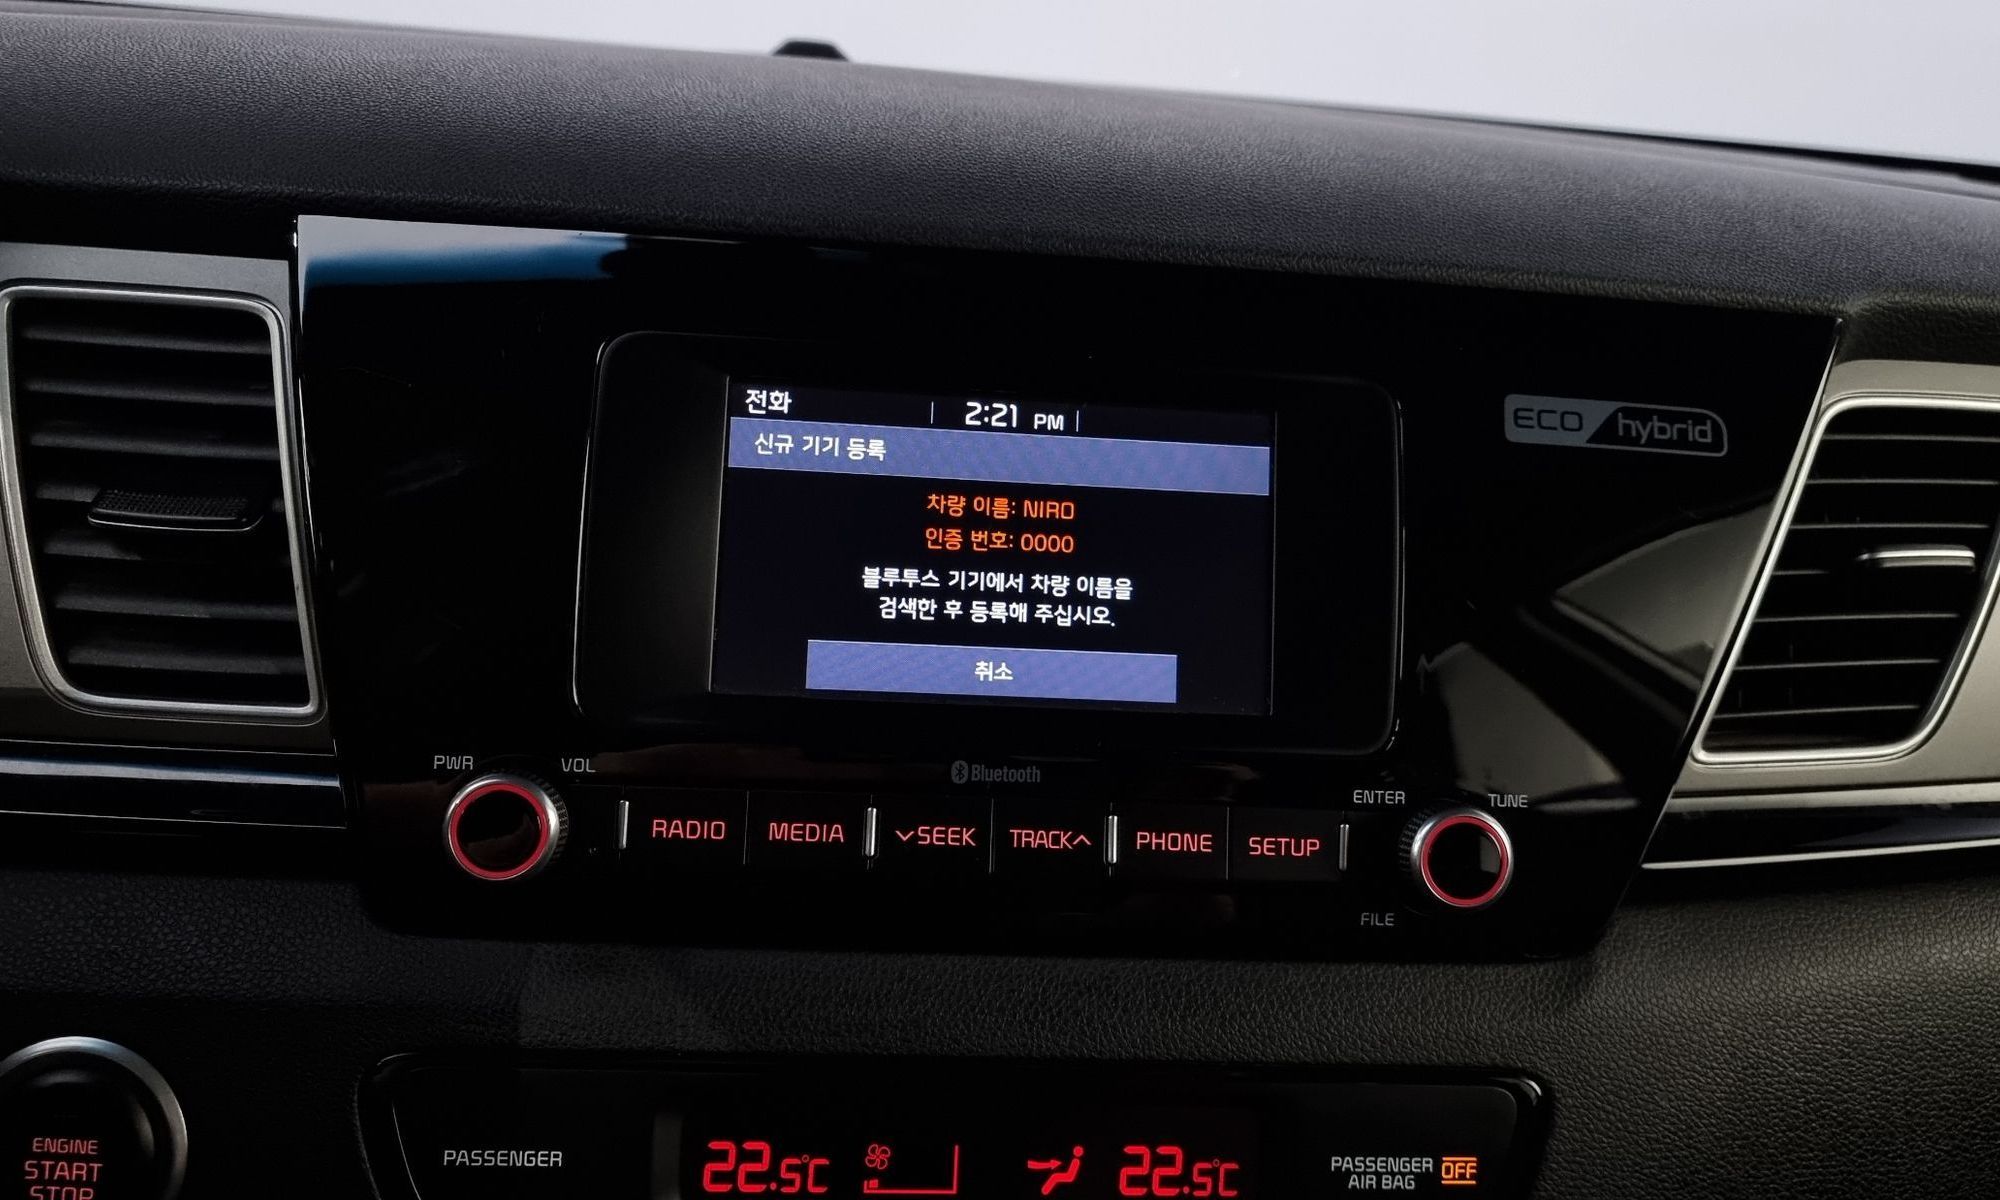 전화
2:21 PM
신규 기기 등록
차량 이름: NIRO
인증 번호: 0000
블루투스 기기에서 차량 이름을
검색한 후 등록해 주십시오.
취소
ECO hybrid
Bluetooth
PWR VOL
RADIO MEDIA SEEK TRACK PHONE SETUP
ENTER TUNE
FILE
ENGINE
START
STOP
PASSENGER
22.5°C
22.5°C
PASSENGER
AIR BAG
OFF